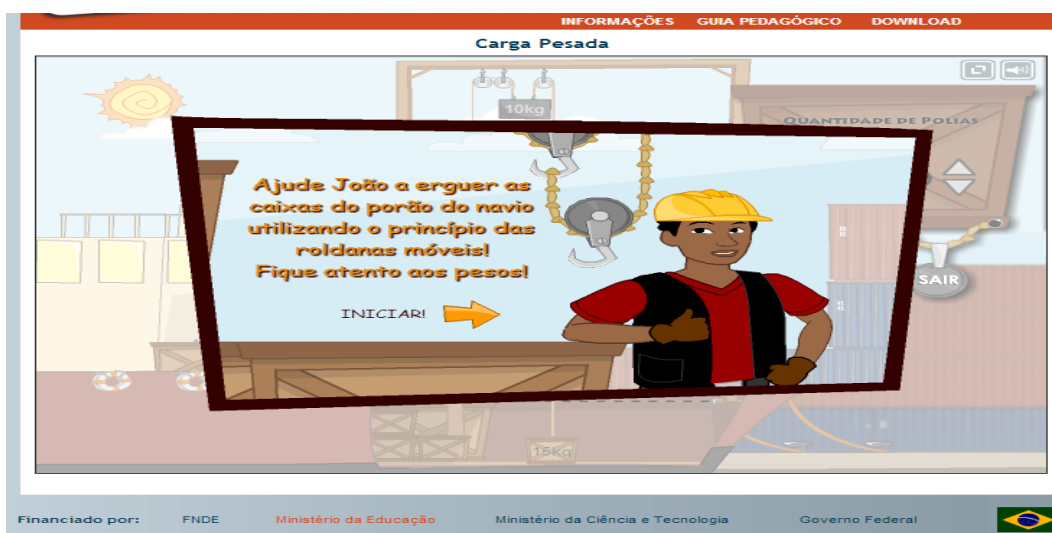 INFORMAÇÕES GUIA PEDAGÓGICO DOWNLOAD
Carga Pesada
10kg
QUANTIDADE DE POLIAS
Ajude João a erguer as
caixas do porão do navio
utilizando o princípio das
roldanas móveis!
Fique atento aos pesos!
INICIAR!
SAIR
15kg
Financiado por: FNDE Ministério da Educação Ministério da Ciência e Tecnologia Governo Federal